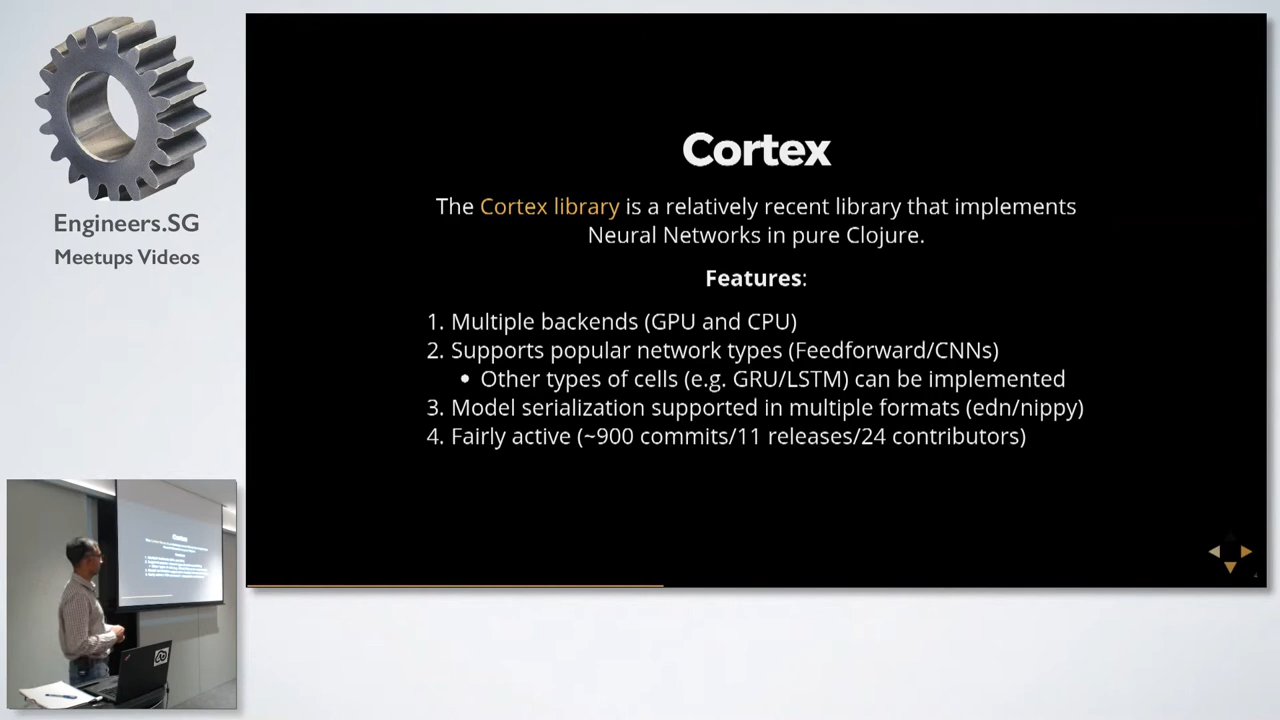 Engineers.SG
Meetups Videos
Cortex
The Cortex library is a relatively recent library that implements
Neural Networks in pure Clojure.
Features:
1. Multiple backends (GPU and CPU)
2. Supports popular network types (Feedforward/CNNs)
• Other types of cells (e.g. GRU/LSTM) can be implemented
3. Model serialization supported in multiple formats (edn/nippy)
4. Fairly active (~900 commits/11 releases/24 contributors)